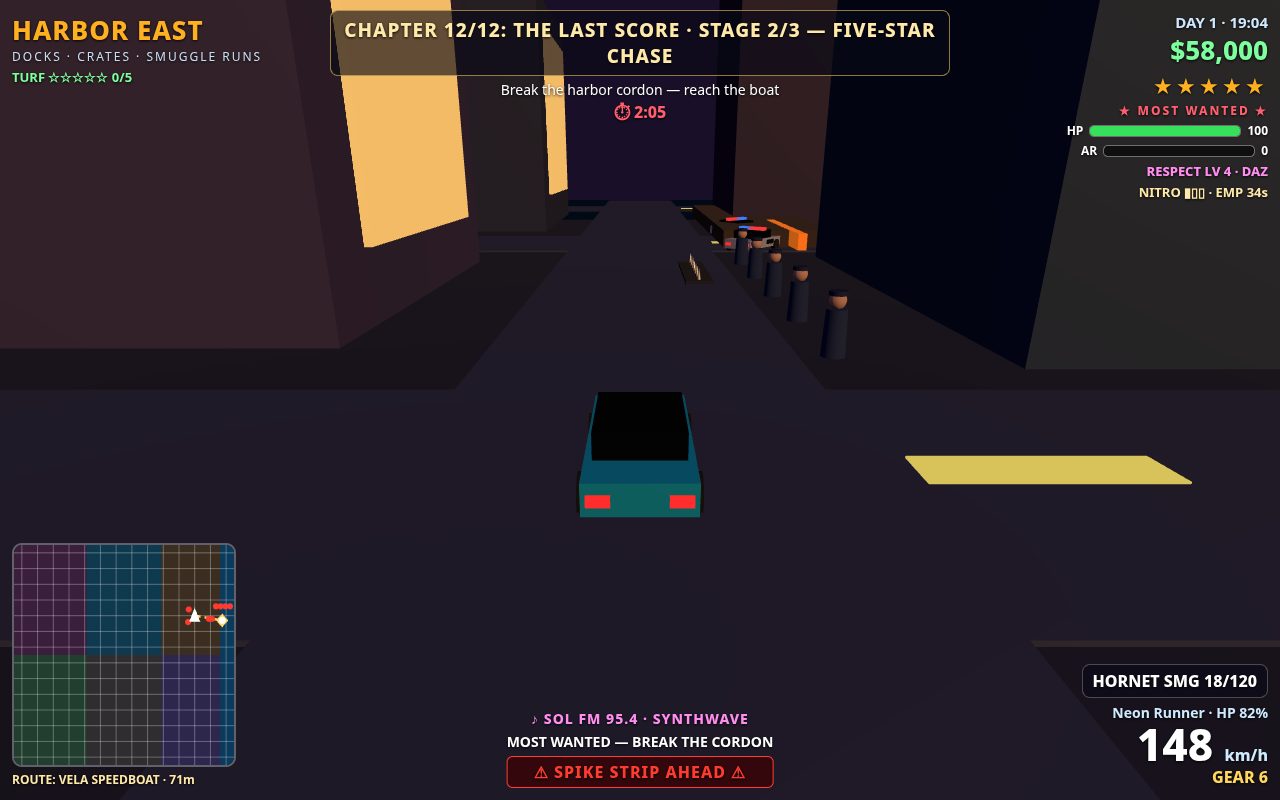 HARBOR EAST
DOCKS · CRATES · SMUGGLE RUNS
TURF ☆☆☆☆☆ 0/5
CHAPTER 12/12: THE LAST SCORE · STAGE 2/3 — FIVE-STAR
CHASE
Break the harbor cordon — reach the boat
⏱ 2:05
DAY 1 · 19:04
$58,000
★ ★ ★ ★ ★
★ MOST WANTED ★
HP 100
AR 0
RESPECT LV 4 · DAZ
NITRO ▮▯▯ · EMP 34s
ROUTE: VELA SPEEDBOAT · 71m
♪ SOL FM 95.4 · SYNTHWAVE
MOST WANTED — BREAK THE CORDON
⚠ SPIKE STRIP AHEAD ⚠
HORNET SMG 18/120
Neon Runner · HP 82%
148 km/h
GEAR 6